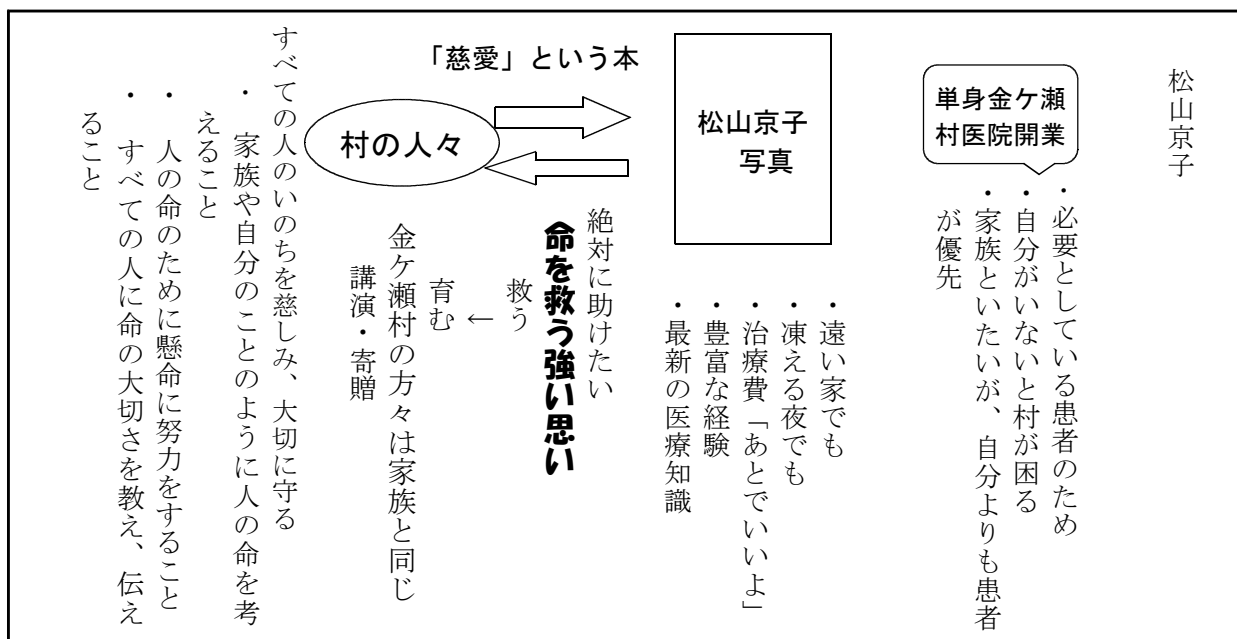 松山京子
単身金ケ瀬
村医院開業
・必要としている患者のため
・自分がいないと村が困る
・家族といたいが、自分よりも患者
が優先
松山京子
写真
・遠い家でも
・凍える夜でも
・治療費「あとでいいよ」
・豊富な経験
・最新の医療知識
「慈愛」という本
村の人々
絶対に助けたい
命を救う強い思い
救う
↓
育む
金ケ瀬村の方々は家族と同じ
講演・寄贈
すべての人のいのちを慈しみ、大切に守る
・家族や自分のことのように人の命を考
えること
・人の命のために懸命に努力をすること
・すべての人に命の大切さを教え、伝え
ること